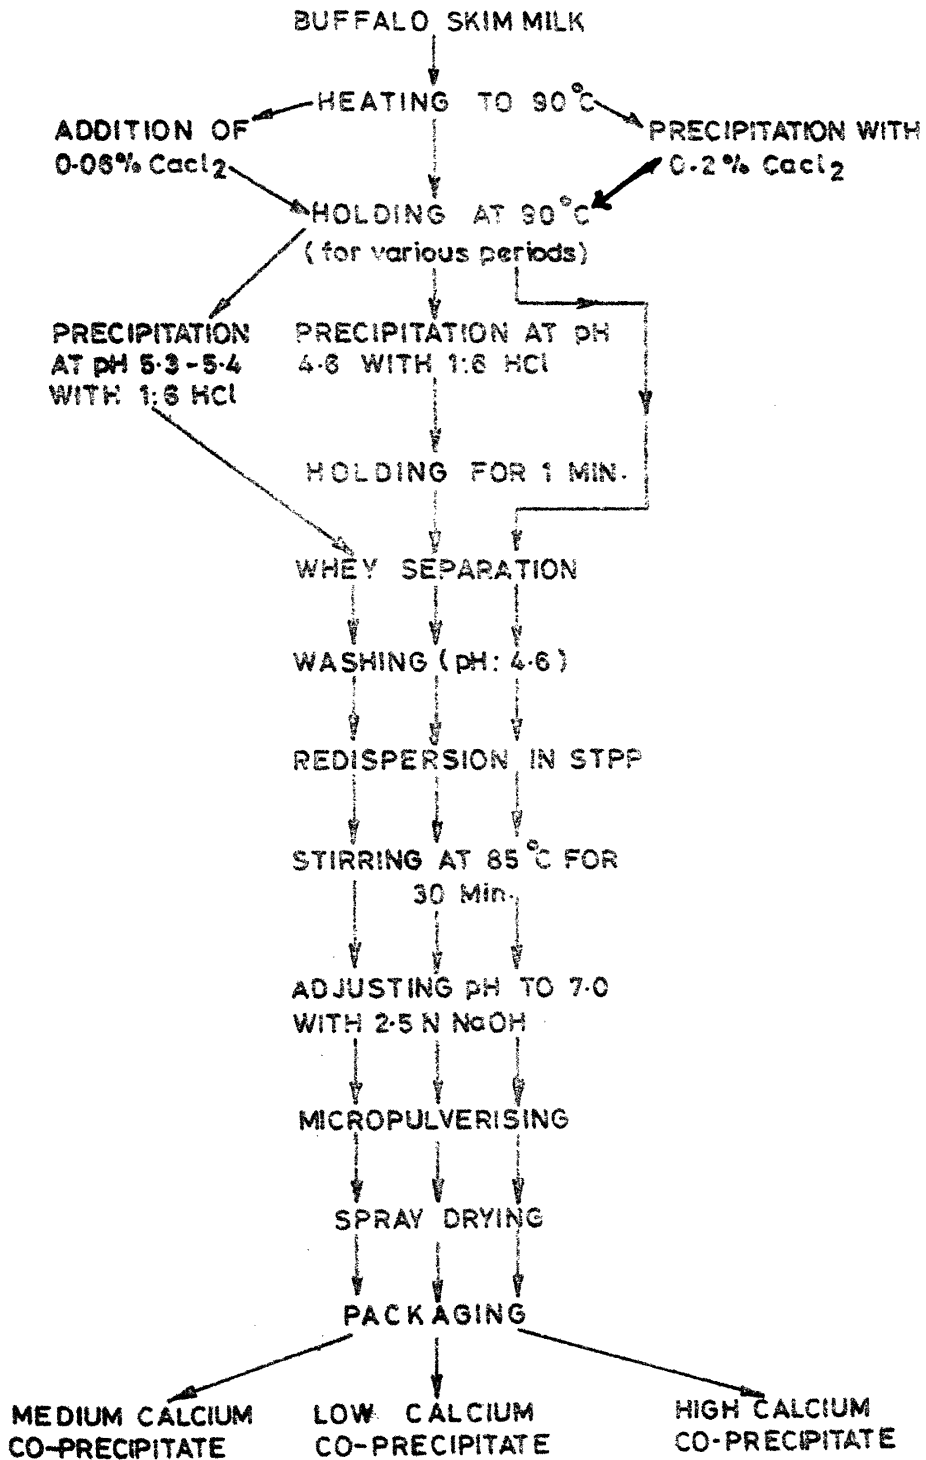 BUFFALO SKIM MILK
HEATING TO 90°C
ADDITION OF
0.06% Cacl2
PRECIPITATION WITH
0.2% Cacl2
HOLDING AT 90°C
(for various periods)
PRECIPITATION
AT pH 5.3-5.4
WITH 1:6 HCl
PRECIPITATION AT pH
4.6 WITH 1:6 HCl
HOLDING FOR 1 MIN.
WHEY SEPARATION
WASHING (pH: 4.6)
REDISPERSION IN STPP
STIRRING AT 85°C FOR
30 Min.
ADJUSTING pH TO 7.0
WITH 2.5 N NaOH
MICROPULVERISING
SPRAY DRYING
PACKAGING
MEDIUM CALCIUM
CO-PRECIPITATE
LOW CALCIUM
CO-PRECIPITATE
HIGH CALCIUM
CO-PRECIPITATE